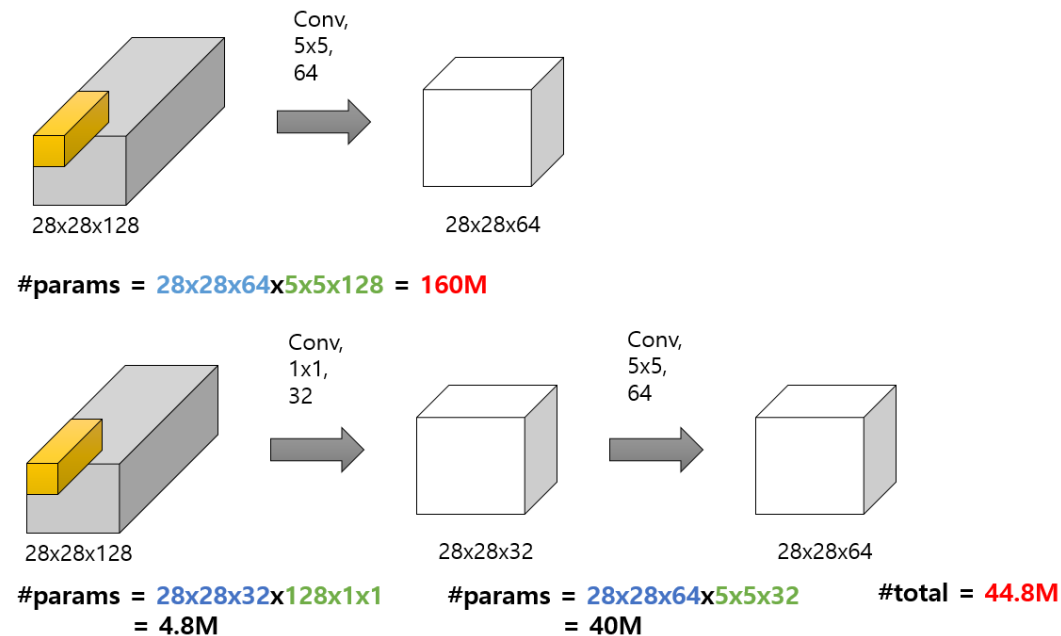 Conv,
5x5,
64
28x28x128
28x28x64
#params = 28x28x64x5x5x128 = 160M
Conv,
1x1,
32
Conv,
5x5,
64
28x28x128
28x28x32
28x28x64
#params = 28x28x32x128x1x1
= 4.8M
#params = 28x28x64x5x5x32
= 40M
#total = 44.8M